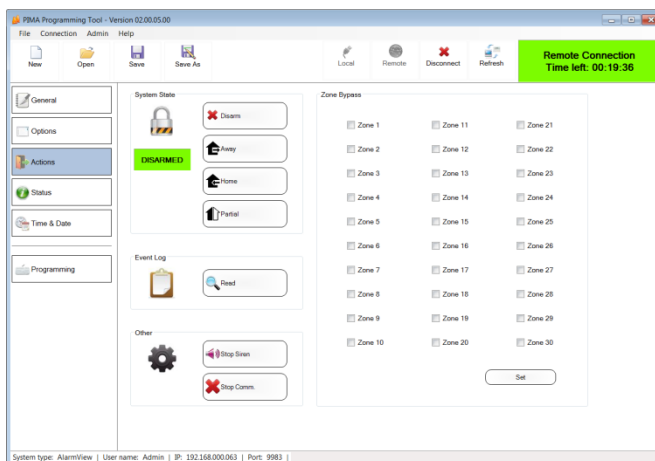 PIMA Programming Tool - Version 02.00.05.00
File Connection Admin Help
New Open Save Save As Local Remote Disconnect Refresh
Remote Connection
Time left: 00:19:36
General
Options
Actions
Status
Time & Date
Programming
System State
DISARMED
Disarm
Away
Home
Partial
Event Log
Read
Other
Stop Siren
Stop Comm.
Zone Bypass
Zone 1 Zone 11 Zone 21
Zone 2 Zone 12 Zone 22
Zone 3 Zone 13 Zone 23
Zone 4 Zone 14 Zone 24
Zone 5 Zone 15 Zone 25
Zone 6 Zone 16 Zone 26
Zone 7 Zone 17 Zone 27
Zone 8 Zone 18 Zone 28
Zone 9 Zone 19 Zone 29
Zone 10 Zone 20 Zone 30
Set
System type: AlarmView | User name: Admin | IP: 192.168.000.063 | Port: 9983 |